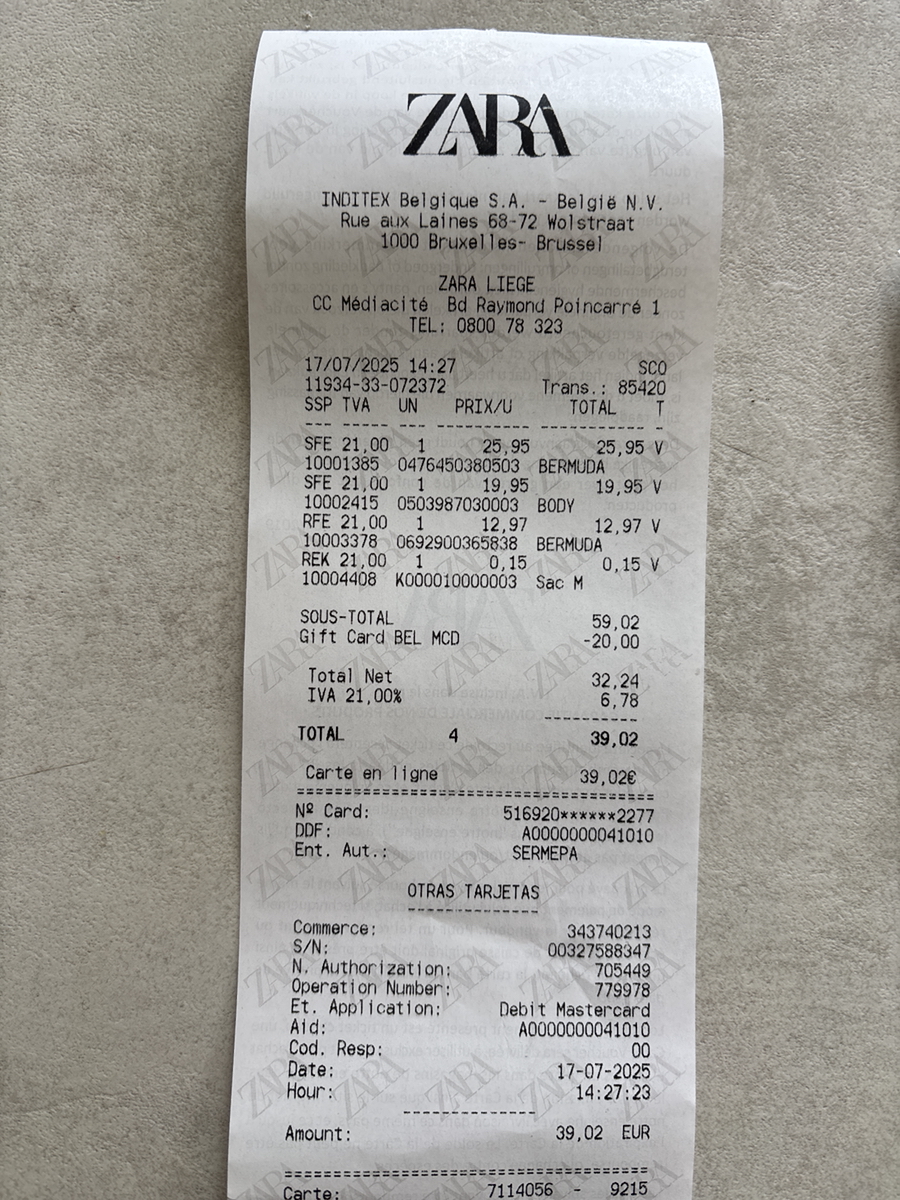 ZARA
INDITEX Belgique S.A. - België N.V.
Rue aux Laines 68-72 Wolstraat
1000 Bruxelles- Brussel
ZARA LIEGE
CC Médiacité Bd Raymond Poincarré 1
TEL: 0800 78 323
17/07/2025 14:27 SCO
11934-33-072372 Trans.: 85420
SSP TVA UN PRIX/U TOTAL T
--- ----- --- -------- ----------- -
SFE 21,00 1 25,95 25,95 V
10001385 0476450380503 BERMUDA
SFE 21,00 1 19,95 19,95 V
10002415 0503987030003 BODY
RFE 21,00 1 12,97 12,97 V
10003378 0692900365838 BERMUDA
REK 21,00 1 0,15 0,15 V
10004408 K000010000003 Sac M
SOUS-TOTAL 59,02
Gift Card BEL MCD -20,00
Total Net 32,24
IVA 21,00% 6,78
----------
TOTAL 4 39,02
Carte en ligne 39,02€
======================================
Nº Card: 516920******2277
DDF: A0000000041010
Ent. Aut.: SERMEPA
OTRAS TARJETAS
--------------
Commerce: 343740213
S/N: 00327588347
N. Authorization: 705449
Operation Number: 779978
Et. Application: Debit Mastercard
Aid: A0000000041010
Cod. Resp: 00
Date: 17-07-2025
Hour: 14:27:23
--------------
Amount: 39,02 EUR
======================================
Carte: 7114056 - 9215